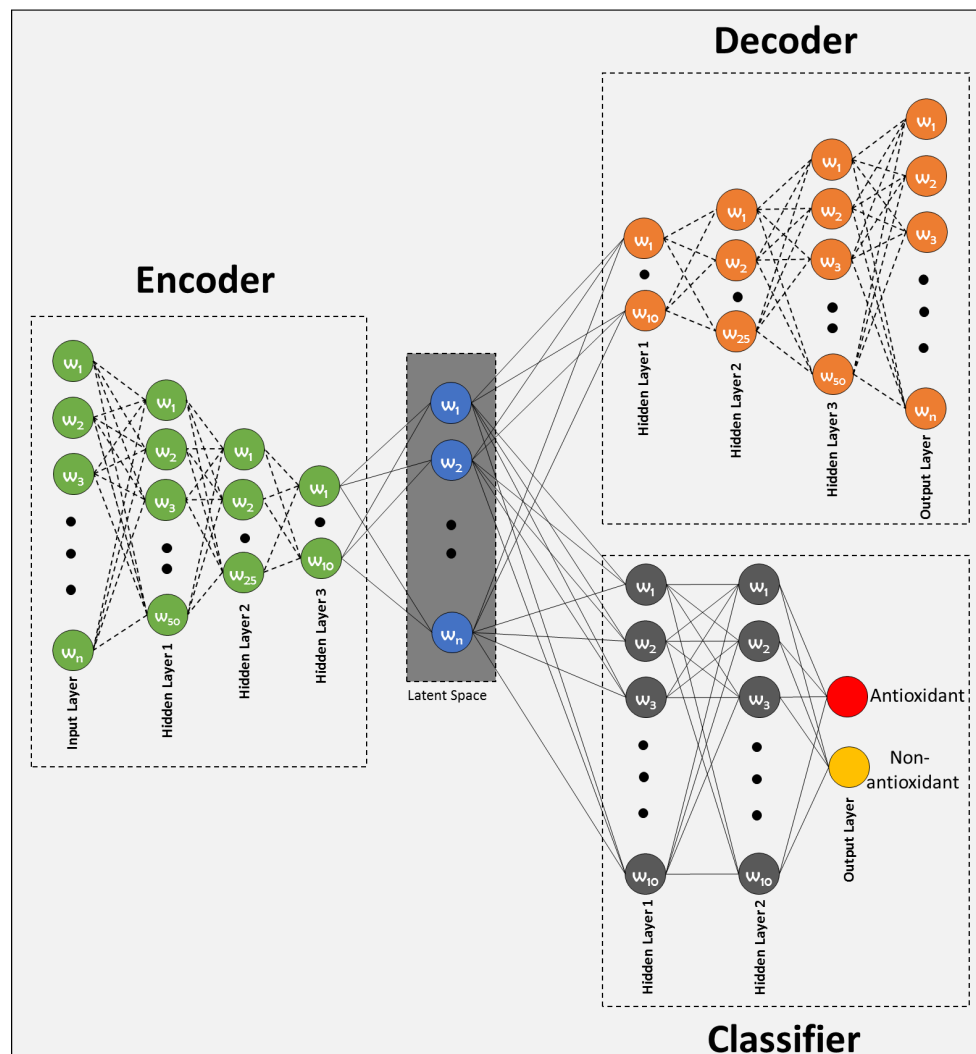 Decoder
w1
w2
w3
wn
Output Layer
w1
w2
w3
w50
Hidden Layer 3
w1
w2
w25
Hidden Layer 2
w1
w10
Hidden Layer 1
Encoder
w1
w2
w3
wn
Input Layer
w1
w2
w3
w50
Hidden Layer 1
w1
w2
w25
Hidden Layer 2
w1
w10
Hidden Layer 3
w1
w2
wn
Latent Space
w1
w2
w3
w10
Hidden Layer 1
w1
w2
w3
w10
Hidden Layer 2
Antioxidant
Non-
antioxidant
Output Layer
Classifier